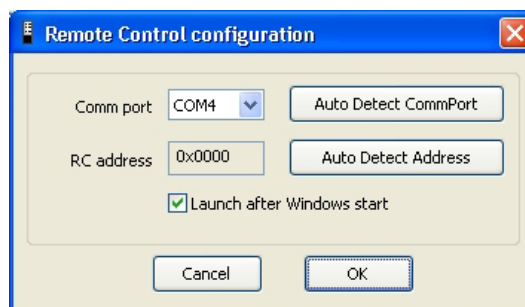 Remote Control configuration
Comm port COM4 Auto Detect CommPort
RC address 0x0000 Auto Detect Address
Launch after Windows start
Cancel OK